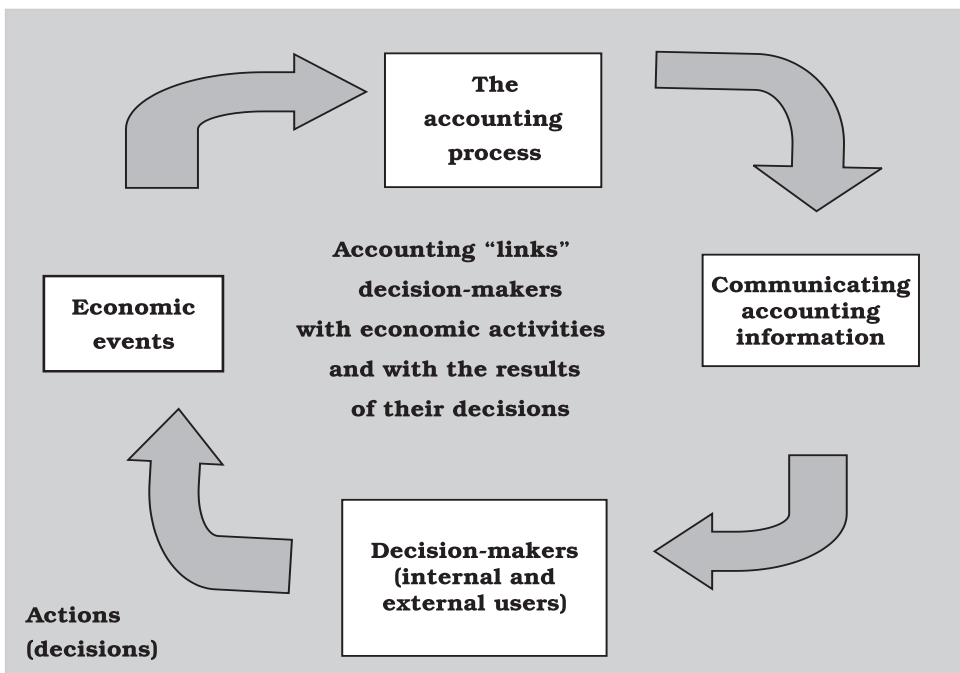 The
accounting
process
Accounting “links”
decision-makers
with economic activities
and with the results
of their decisions
Economic
events
Communicating
accounting
information
Decision-makers
(internal and
external users)
Actions
(decisions)